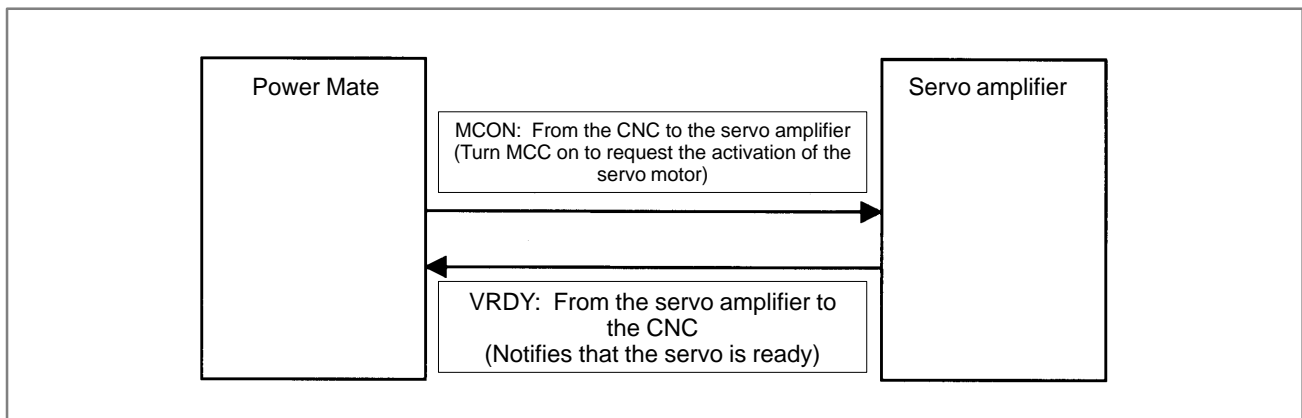 Power Mate
Servo amplifier
MCON: From the CNC to the servo amplifier
(Turn MCC on to request the activation of the
servo motor)
VRDY: From the servo amplifier to
the CNC
(Notifies that the servo is ready)